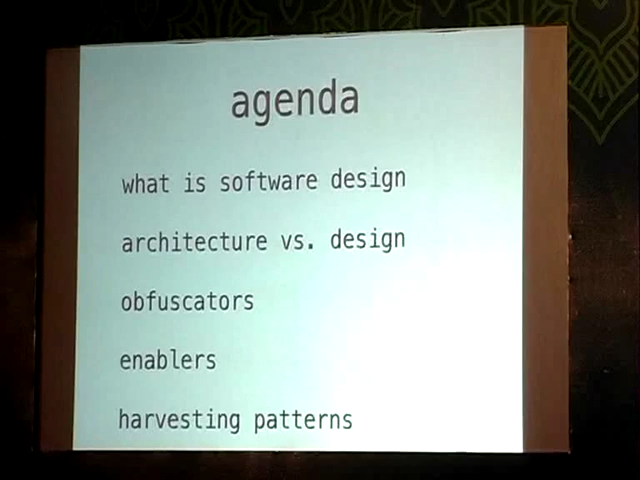 agenda
what is software design
architecture vs. design
obfuscators
enablers
harvesting patterns